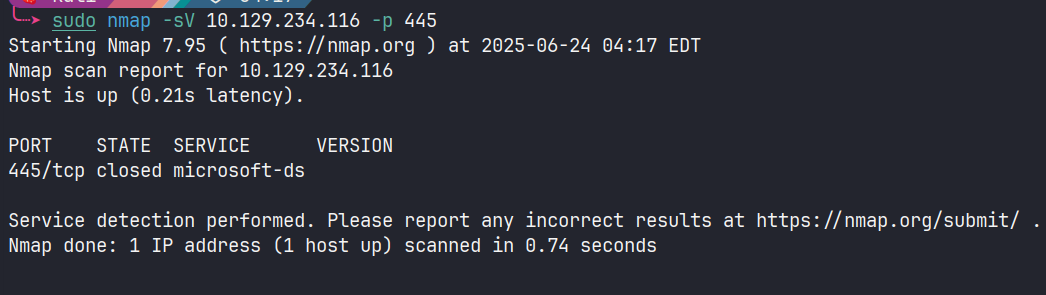 sudo nmap -sV 10.129.234.116 -p 445
Starting Nmap 7.95 ( https://nmap.org ) at 2025-06-24 04:17 EDT
Nmap scan report for 10.129.234.116
Host is up (0.21s latency).
PORT    STATE  SERVICE      VERSION
445/tcp closed microsoft-ds
Service detection performed. Please report any incorrect results at https://nmap.org/submit/ .
Nmap done: 1 IP address (1 host up) scanned in 0.74 seconds